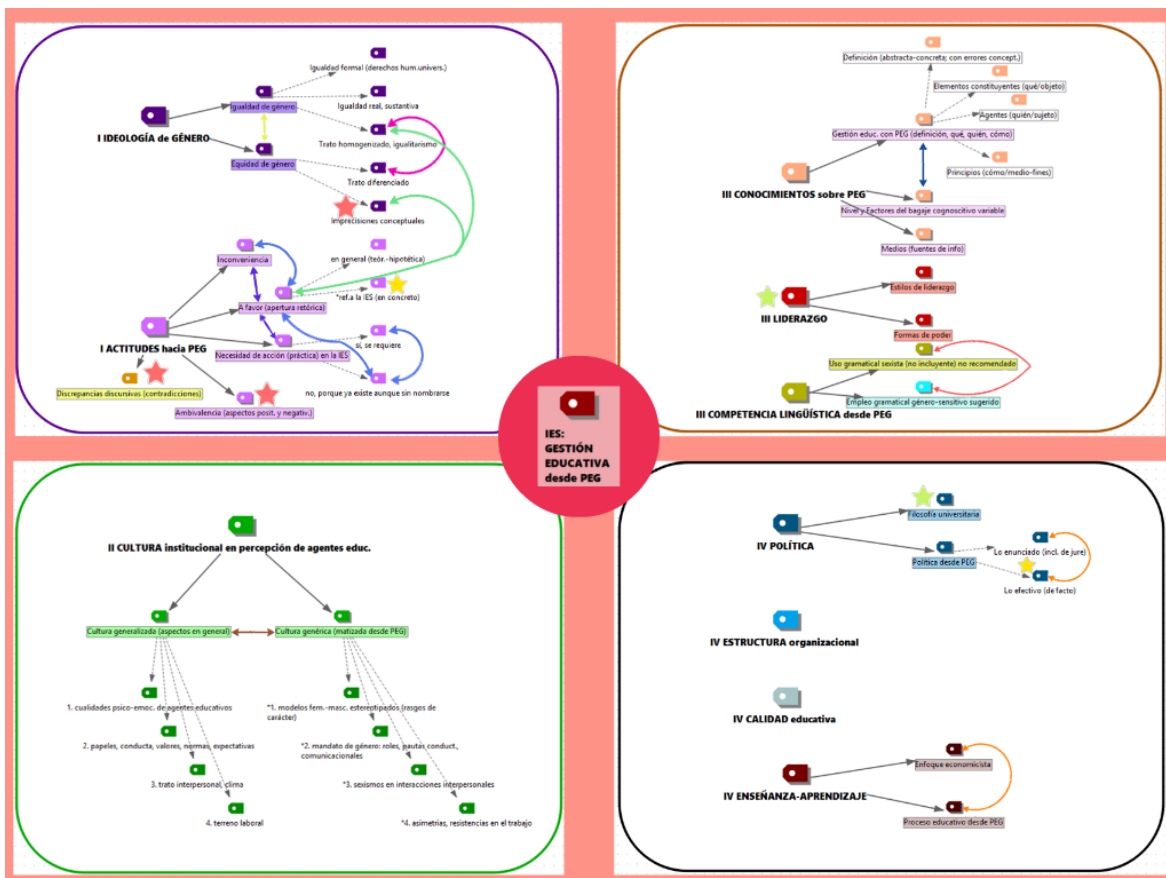 Igualdad formal (derechos hum.univers.)
Igualdad de género
Igualdad real, sustantiva
I IDEOLOGÍA de GÉNERO
Trato homogenizado, igualitarismo
Equidad de género
Trato diferenciado
Imprecisiones conceptuales
Inconveniencia
en general (teór.-hipotética)
*ref.a la IES (en concreto)
A favor (apertura retórica)
I ACTITUDES hacia PEG
sí, se requiere
Necesidad de acción (práctica) en la IES
Discrepancias discursivas (contradicciones)
no, porque ya existe aunque sin nombrarse
Ambivalencia (aspectos posit. y negativ.)
Definición (abstracta-concreta; con errores concept.)
Elementos constituyentes (qué/objeto)
Agentes (quién/sujeto)
Gestión educ. con PEG (definición, qué, quién, cómo)
Principios (cómo/medio-fines)
III CONOCIMIENTOS sobre PEG
Nivel y Factores del bagaje cognoscitivo variable
Medios (fuentes de info)
Estilos de liderazgo
III LIDERAZGO
Formas de poder
Uso gramatical sexista (no incluyente) no recomendado
Empleo gramatical género-sensitivo sugerido
III COMPETENCIA LINGÜÍSTICA desde PEG
IES:
GESTIÓN
EDUCATIVA
desde PEG
II CULTURA institucional en percepción de agentes educ.
Cultura generalizada (aspectos en general)
Cultura genérica (matizada desde PEG)
1. cualidades psico-emoc. de agentes educativos
*1. modelos fem.-masc. estereotipados (rasgos de
carácter)
2. papeles, conducta, valores, normas, expectativas
*2. mandato de género: roles, pautas conduct.,
comunicacionales
3. trato interpersonal, clima
*3. sexismos en interacciones interpersonales
4. terreno laboral
*4. asimetrías, resistencias en el trabajo
Filosofía universitaria
IV POLÍTICA
Lo enunciado (incl. de jure)
Política desde PEG
Lo efectivo (de facto)
IV ESTRUCTURA organizacional
IV CALIDAD educativa
Enfoque economicista
IV ENSEÑANZA-APRENDIZAJE
Proceso educativo desde PEG